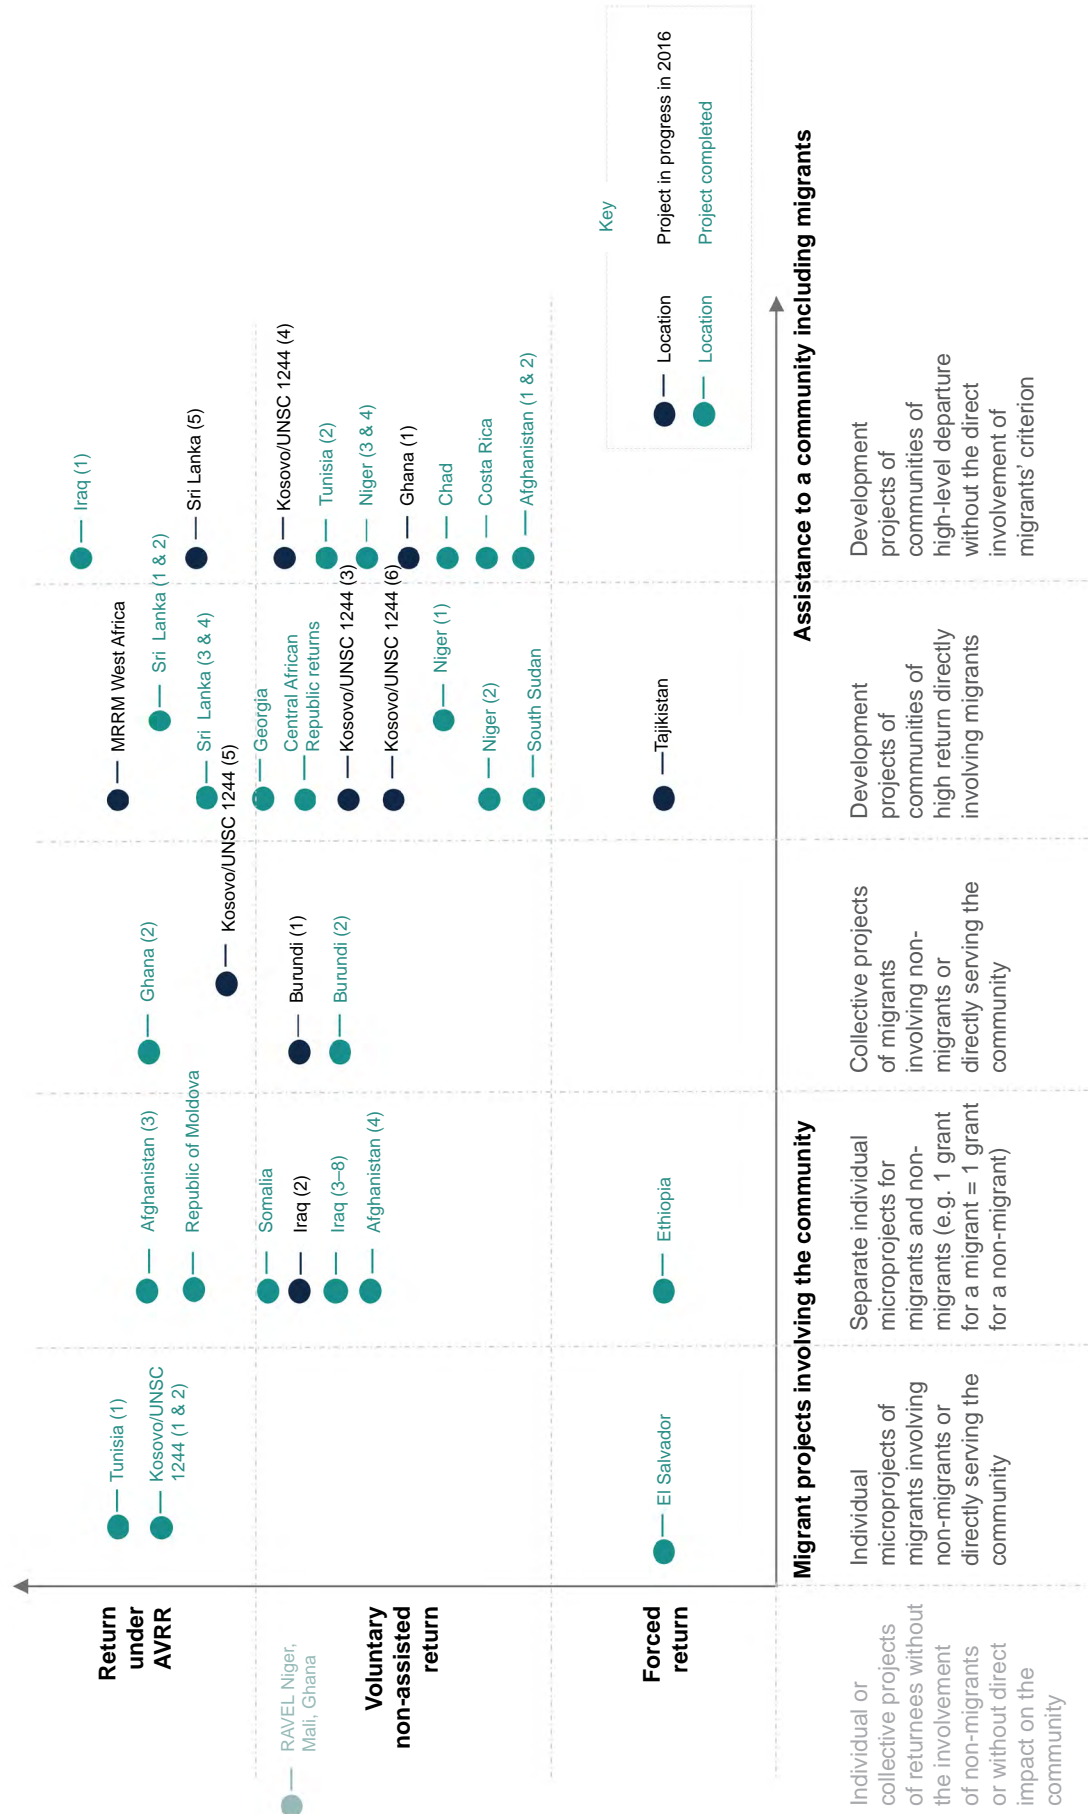 Return
under
AVRR
Tunisia (1)
Kosovo/UNSC
1244 (1 & 2)
Afghanistan (3)
Republic of Moldova
Ghana (2)
Kosovo/UNSC 1244 (5)
MRRM West Africa
Sri Lanka (1 & 2)
Sri Lanka (3 & 4)
Iraq (1)
Sri Lanka (5)
RAVEL Niger,
Mali, Ghana
Voluntary
non-assisted
return
Somalia
Iraq (2)
Iraq (3–8)
Afghanistan (4)
Burundi (1)
Burundi (2)
Georgia
Central African
Republic returns
Kosovo/UNSC 1244 (3)
Kosovo/UNSC 1244 (6)
Niger (1)
Niger (2)
South Sudan
Kosovo/UNSC 1244 (4)
Tunisia (2)
Niger (3 & 4)
Ghana (1)
Chad
Costa Rica
Afghanistan (1 & 2)
Forced
return
El Salvador
Ethiopia
Tajikistan
Key
Location
Project in progress in 2016
Location
Project completed
Migrant projects involving the community
Assistance to a community including migrants
Individual or
collective projects
of returnees without
the involvement
of non-migrants
or without direct
impact on the
community
Individual
microprojects of
migrants involving
non-migrants or
directly serving the
community
Separate individual
microprojects for
migrants and non-
migrants (e.g. 1 grant
for a migrant = 1 grant
for a non-migrant)
Collective projects
of migrants
involving non-
migrants or
directly serving the
community
Development
projects of
communities of
high return directly
involving migrants
Development
projects of
communities of
high-level departure
without the direct
involvement of
migrants' criterion